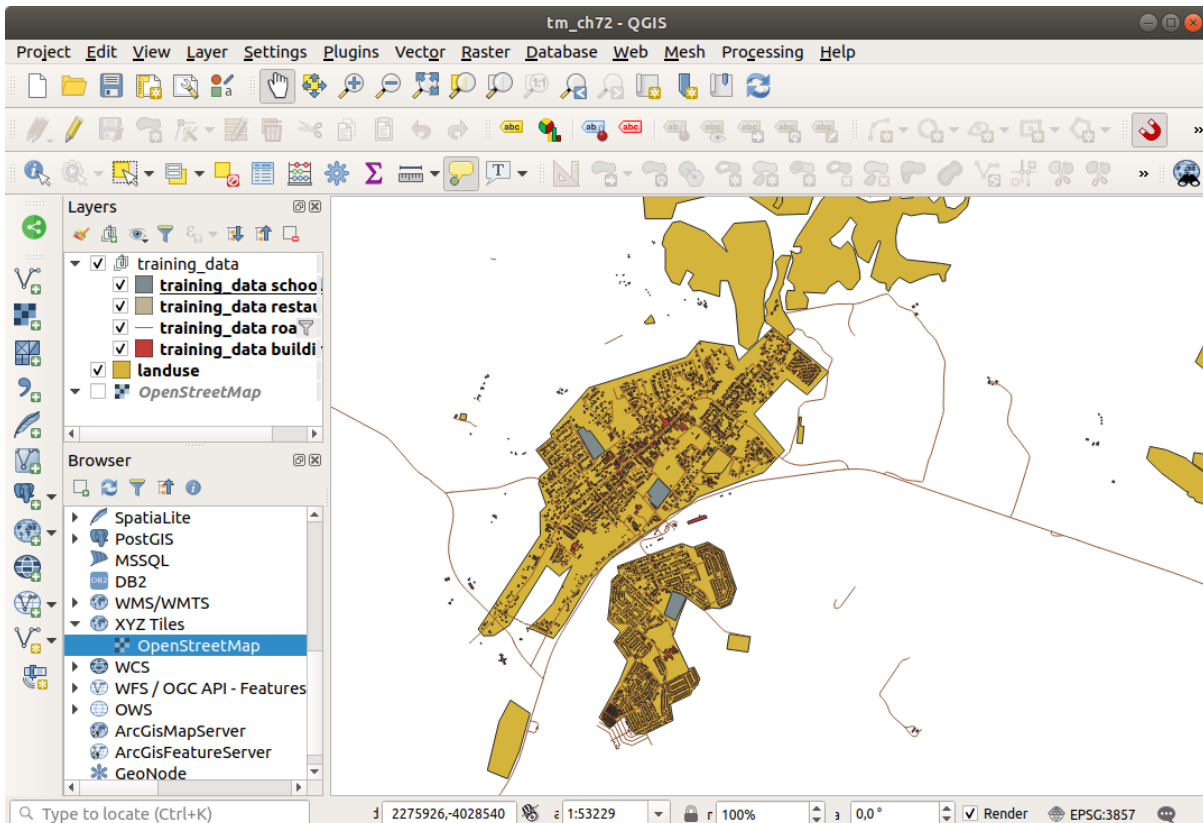 tm_ch72 - QGIS
Project Edit View Layer Settings Plugins Vector Raster Database Web Mesh Processing Help
Layers
training_data
training_data schoo
training_data restau
training_data roa
training_data buildi
landuse
OpenStreetMap
Browser
SpatiaLite
PostGIS
MSSQL
DB2
WMS/WMTS
XYZ Tiles
OpenStreetMap
WCS
WFS / OGC API - Features
OWS
ArcGisMapServer
ArcGisFeatureServer
GeoNode
Type to locate (Ctrl+K) 2275926,-4028540 1:53229 100% 0,0 ° Render EPSG:3857